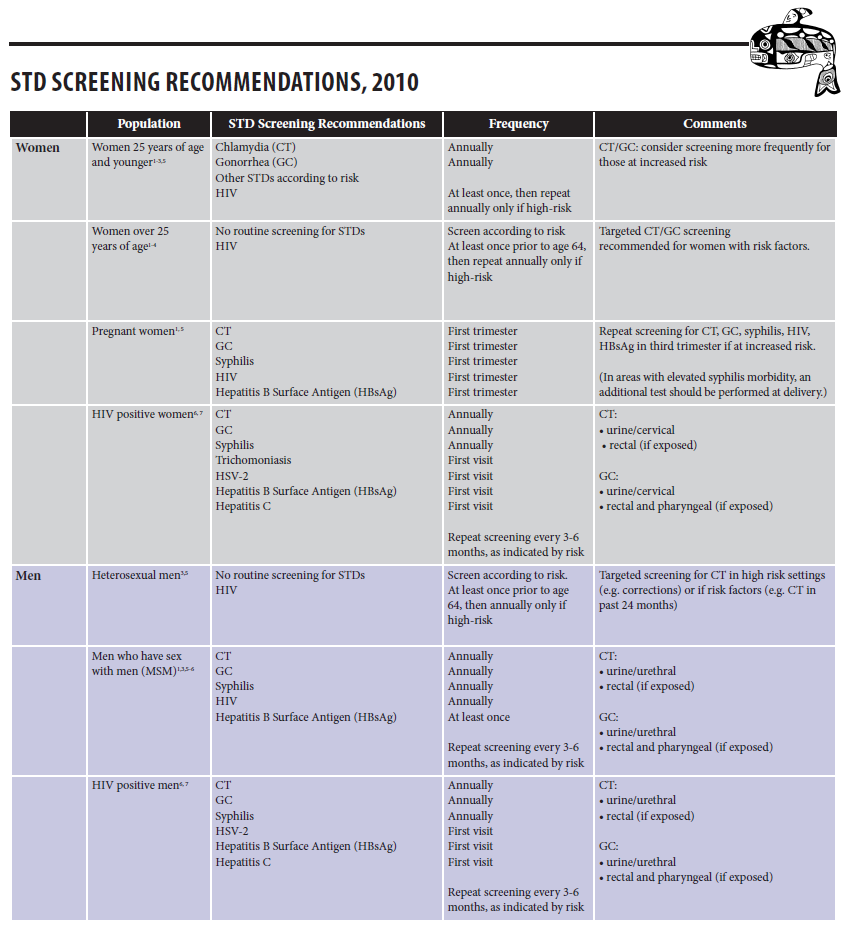 STD SCREENING RECOMMENDATIONS, 2010
Population STD Screening Recommendations Frequency Comments
Women
Women 25 years of age
and younger1-3,5
Chlamydia (CT)
Gonorrhea (GC)
Other STDs according to risk
HIV
Annually
Annually
At least once, then repeat
annually only if high-risk
CT/GC: consider screening more frequently for
those at increased risk
Women over 25
years of age1-4
No routine screening for STDs
HIV
Screen according to risk
At least once prior to age 64,
then repeat annually only if
high-risk
Targeted CT/GC screening
recommended for women with risk factors.
Pregnant women1, 5
CT
GC
Syphilis
HIV
Hepatitis B Surface Antigen (HBsAg)
First trimester
First trimester
First trimester
First trimester
First trimester
Repeat screening for CT, GC, syphilis, HIV,
HBsAg in third trimester if at increased risk.
(In areas with elevated syphilis morbidity, an
additional test should be performed at delivery.)
HIV positive women6, 7
CT
GC
Syphilis
Trichomoniasis
HSV-2
Hepatitis B Surface Antigen (HBsAg)
Hepatitis C
Annually
Annually
Annually
First visit
First visit
First visit
First visit
Repeat screening every 3-6
months, as indicated by risk
CT:
• urine/cervical
• rectal (if exposed)
GC:
• urine/cervical
• rectal and pharyngeal (if exposed)
Men
Heterosexual men3,5
No routine screening for STDs
HIV
Screen according to risk.
At least once prior to age
64, then annually only if
high-risk
Targeted screening for CT in high risk settings
(e.g. corrections) or if risk factors (e.g. CT in
past 24 months)
Men who have sex
with men (MSM)1,3,5-6
CT
GC
Syphilis
HIV
Hepatitis B Surface Antigen (HBsAg)
Annually
Annually
Annually
Annually
At least once
Repeat screening every 3-6
months, as indicated by risk
CT:
• urine/urethral
• rectal (if exposed)
GC:
• urine/urethral
• rectal and pharyngeal (if exposed)
HIV positive men6, 7
CT
GC
Syphilis
HSV-2
Hepatitis B Surface Antigen (HBsAg)
Hepatitis C
Annually
Annually
Annually
First visit
First visit
First visit
Repeat screening every 3-6
months, as indicated by risk
CT:
• urine/urethral
• rectal (if exposed)
GC:
• urine/urethral
• rectal and pharyngeal (if exposed)